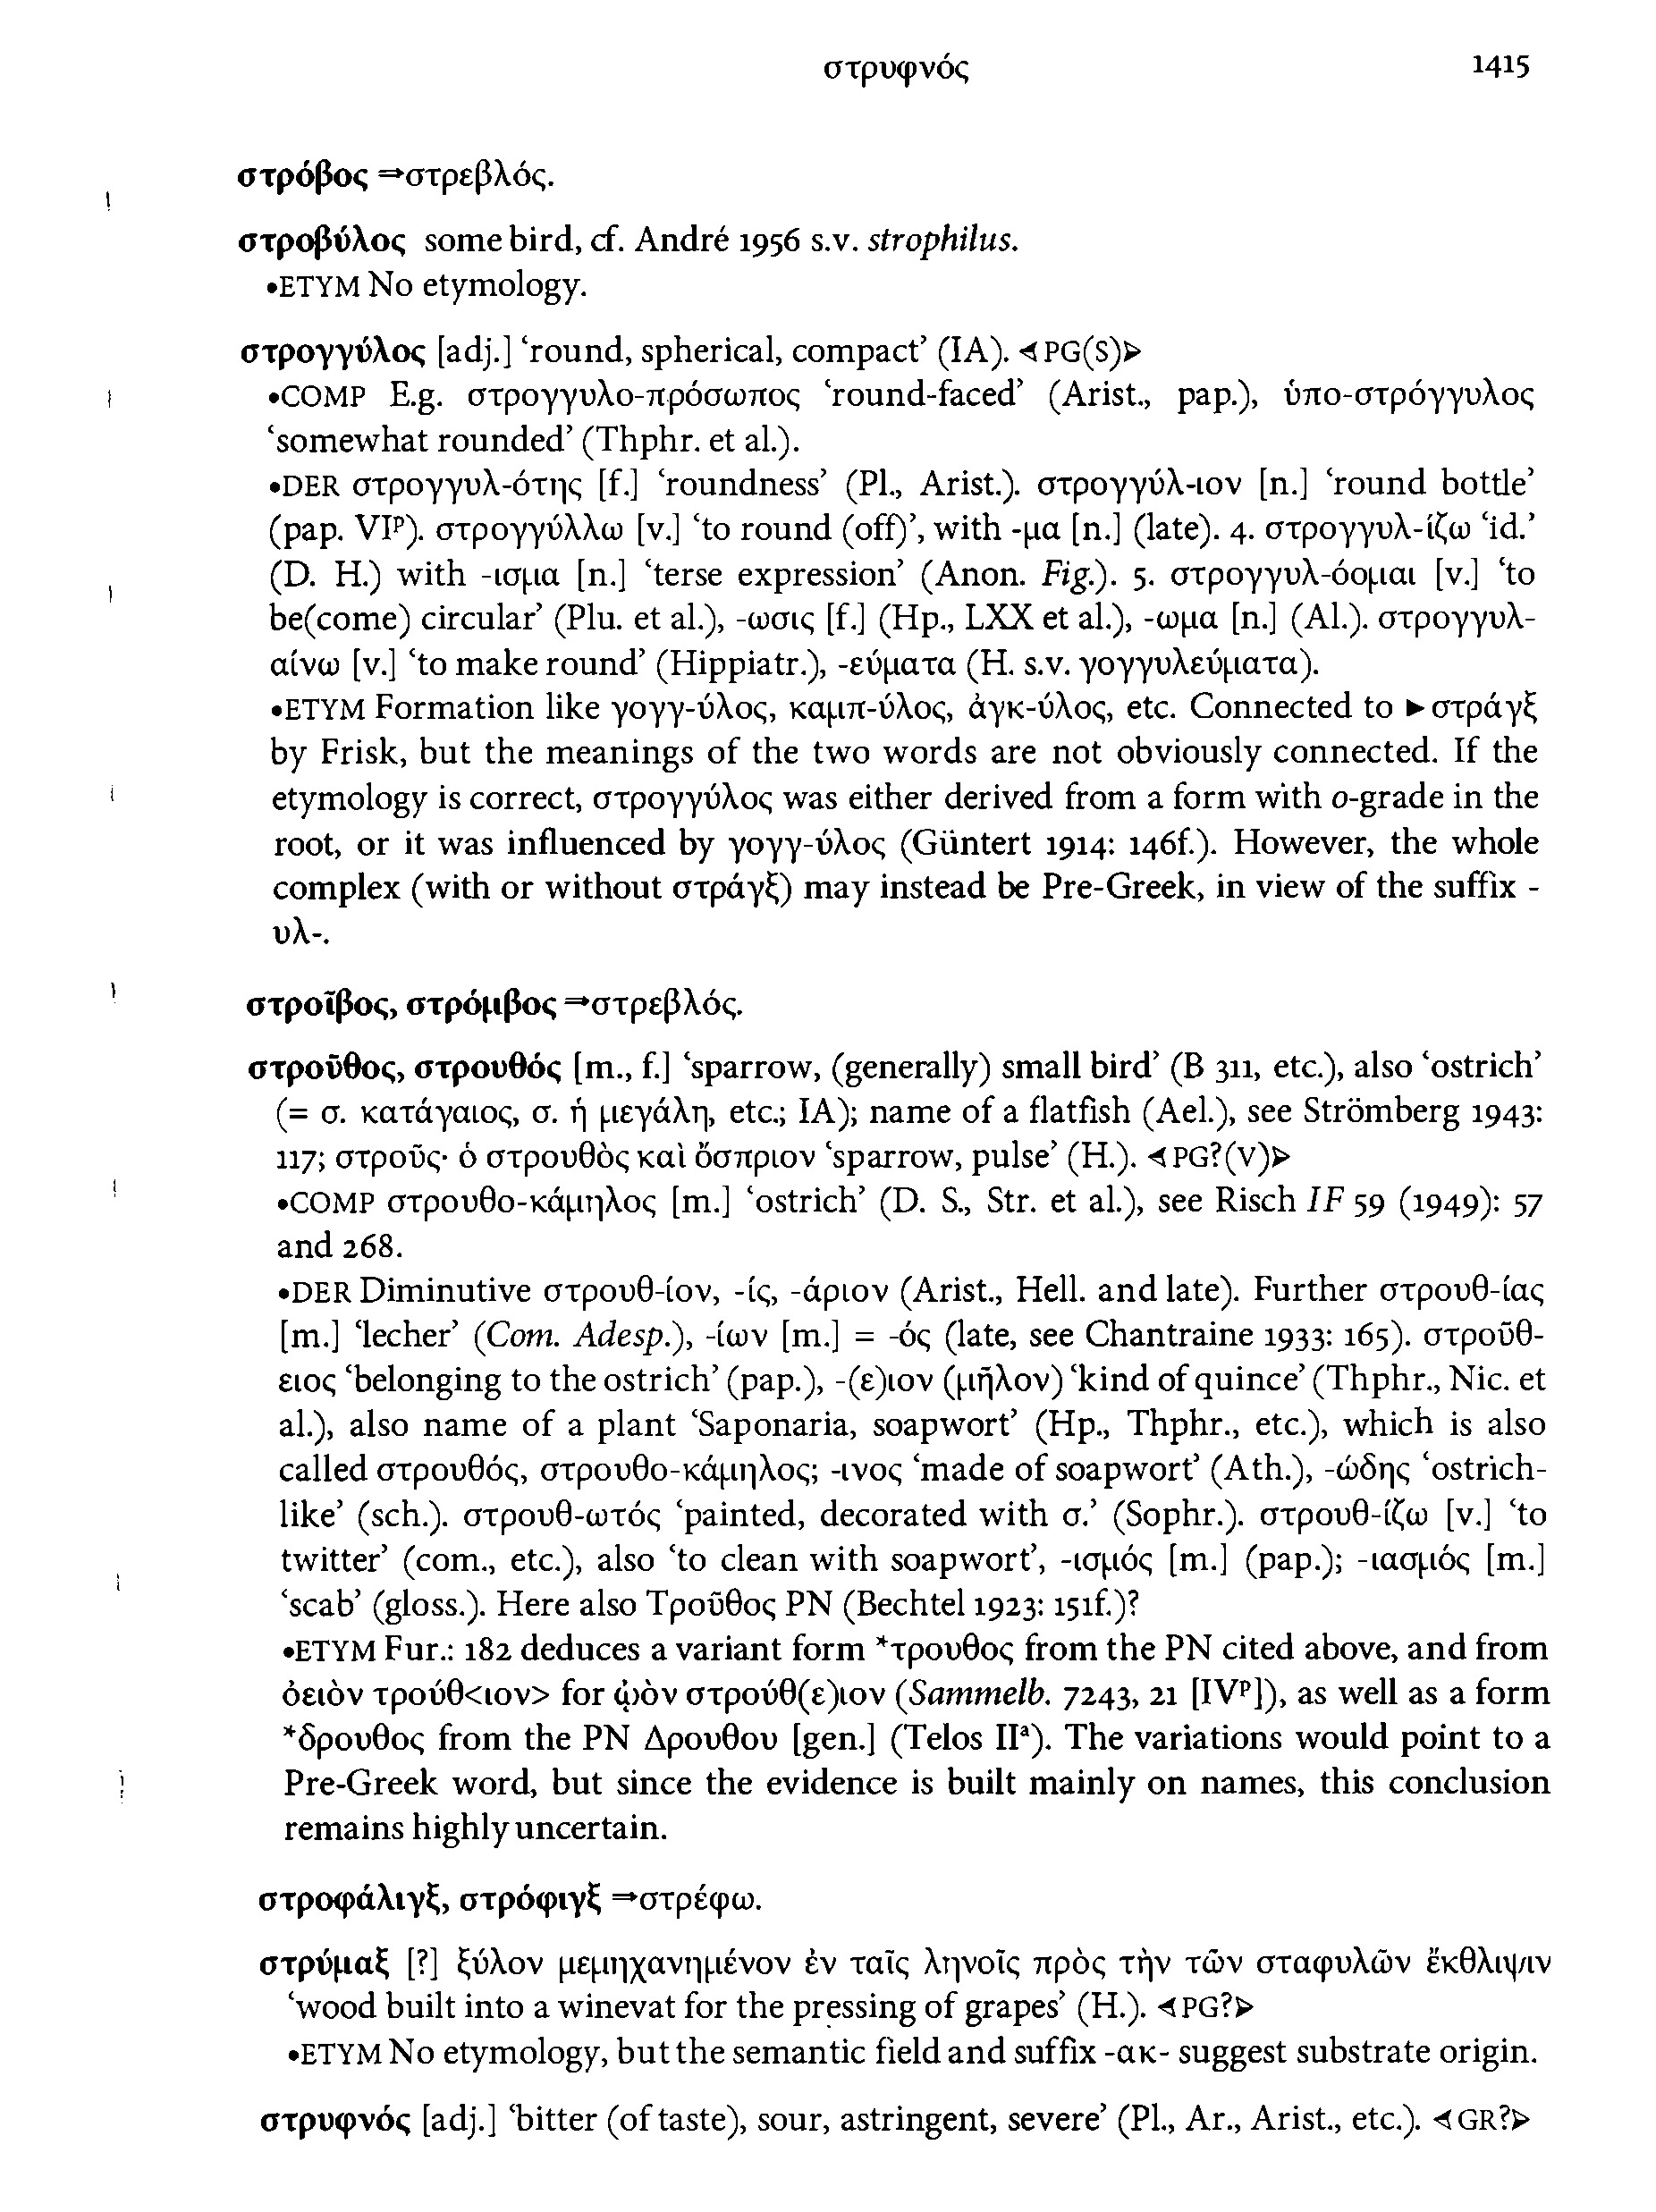 στρυφνός 1415
στρόβος ⇒στρεβλός.
στροβύλος some bird, cf. André 1956 s.v. strophilus.
•ETYM No etymology.
στρογγύλος [adj.] ‘round, spherical, compact’ (IA). ◁PG(S)▷
•COMP E.g. στρογγυλο-πρόσωπος ‘round-faced’ (Arist., pap.), ὑπο-στρόγγυλος
‘somewhat rounded’ (Thphr. et al.).
•DER στρογγυλ-ότης [f.] ‘roundness’ (Pl., Arist.). στρογγύλ-ιον [n.] ‘round bottle’
(pap. VIᵖ). στρογγύλλω [v.] ‘to round (off)’, with -μα [n.] (late). 4. στρογγυλ-ίζω ‘id.’
(D. H.) with -ισμα [n.] ‘terse expression’ (Anon. Fig.). 5. στρογγυλ-όομαι [v.] ‘to
be(come) circular’ (Plu. et al.), -ωσις [f.] (Hp., LXX et al.), -ωμα [n.] (Al.). στρογγυλ-
αίνω [v.] ‘to make round’ (Hippiatr.), -εύματα (H. s.v. γογγυλεύματα).
•ETYM Formation like γογγ-ύλος, καμπ-ύλος, ἀγκ-ύλος, etc. Connected to ►στράγξ
by Frisk, but the meanings of the two words are not obviously connected. If the
etymology is correct, στρογγύλος was either derived from a form with o-grade in the
root, or it was influenced by γογγ-ύλος (Güntert 1914: 146f.). However, the whole
complex (with or without στράγξ) may instead be Pre-Greek, in view of the suffix -
υλ-.
στροῖβος, στρόμβος ⇒στρεβλός.
στροῦθος, στρουθός [m., f.] ‘sparrow, (generally) small bird’ (B 311, etc.), also ‘ostrich’
(= σ. κατάγαιος, σ. ἡ μεγάλη, etc.; IA); name of a flatfish (Ael.), see Strömberg 1943:
117; στροῦς· ὁ στρουθὸς καὶ ὄσπριον ‘sparrow, pulse’ (H.). ◁PG?(V)▷
•COMP στρουθο-κάμηλος [m.] ‘ostrich’ (D. S., Str. et al.), see Risch IF 59 (1949): 57
and 268.
•DER Diminutive στρουθ-ίον, -ίς, -άριον (Arist., Hell. and late). Further στρουθ-ίας
[m.] ‘lecher’ (Com. Adesp.), -ίων [m.] = -ός (late, see Chantraine 1933: 165). στροῦθ-
ειος ‘belonging to the ostrich’ (pap.), -(ε)ιον (μῆλον) ‘kind of quince’ (Thphr., Nic. et
al.), also name of a plant ‘Saponaria, soapwort’ (Hp., Thphr., etc.), which is also
called στρουθός, στρουθο-κάμηλος; -ινος ‘made of soapwort’ (Ath.), -ώδης ‘ostrich-
like’ (sch.). στρουθ-ωτός ‘painted, decorated with σ.’ (Sophr.). στρουθ-ίζω [v.] ‘to
twitter’ (com., etc.), also ‘to clean with soapwort’, -ισμός [m.] (pap.); -ιασμός [m.]
‘scab’ (gloss.). Here also Τροῦθος PN (Bechtel 1923: 151f.)?
•ETYM Fur.: 182 deduces a variant form *τρουθος from the PN cited above, and from
ὀειὸν τρούθ<ιον> for ᾠὸν στρούθ(ε)ιον (Sammelb. 7243, 21 [IVᵖ]), as well as a form
*δρουθος from the PN Δρουθου [gen.] (Telos IIᵃ). The variations would point to a
Pre-Greek word, but since the evidence is built mainly on names, this conclusion
remains highly uncertain.
στροφάλιγξ, στρόφιγξ ⇒στρέφω.
στρύμαξ [?] ξύλον μεμηχανημένον ἐν ταῖς ληνοῖς πρὸς τὴν τῶν σταφυλῶν ἔκθλιψιν
‘wood built into a winevat for the pressing of grapes’ (H.). ◁PG?▷
•ETYM No etymology, but the semantic field and suffix -ακ- suggest substrate origin.
στρυφνός [adj.] ‘bitter (of taste), sour, astringent, severe’ (Pl., Ar., Arist., etc.). ◁GR?▷